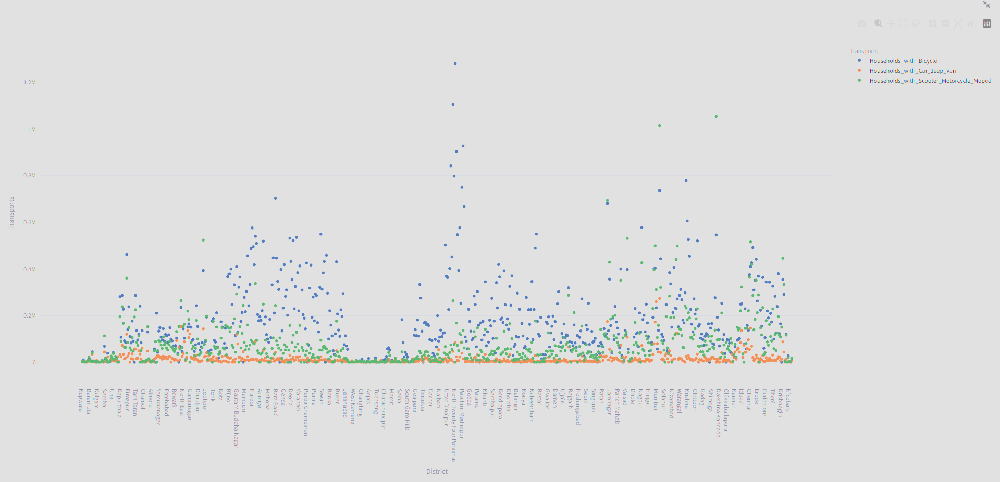 Transports
Households_with_Bicycle
Households_with_Car_Jeep_Van
Households_with_Scooter_Motorcycle_Moped
1.2M
1M
0.8M
0.6M
0.4M
0.2M
0
Transports
Kupwara
Baramula
Kulgam
Samba
Una
Kapurthala
Firozpur
Tarn Taran
Chamoli
Almora
Yamunanagar
Fatehabad
Rewari
North East
Ganganagar
Dhaulpur
Jodhpur
Tonk
Kota
Bijnor
Gautam Buddha Nagar
Mainpuri
Hardoi
Auraiya
Mahoba
Bara Banki
Gonda
Deoria
Varanasi
Purba Champaran
Purnia
Siwan
Banka
Buxar
Jehanabad
West Kameng
Changlang
Anjaw
Tuensang
Churachandpur
Mamit
Saiha
South Garo Hills
Goalpara
Tinsukia
Cachar
Nalbari
Uttar Dinajpur
North Twenty Four Parganas
Paschim Medinipur
Godda
Palamu
Khunti
Sambalpur
Kendrapara
Khordha
Balangir
Koriya
Kabeerdham
Bastar
Gwalior
Damoh
Ujjain
Rajgarh
Hoshangabad
Seoni
Singrauli
Patan
Jamnagar
Panch Mahals
Valsad
Dhule
Nagpur
Hingoli
Mumbai
Solapur
Nizamabad
Warangal
Krishna
Chittoor
Gadag
Shimoga
Dakshina Kannada
Chikkaballapura
Kannur
Idukki
Chennai
Erode
Cuddalore
Theni
Krishnagiri
Nicobars
District